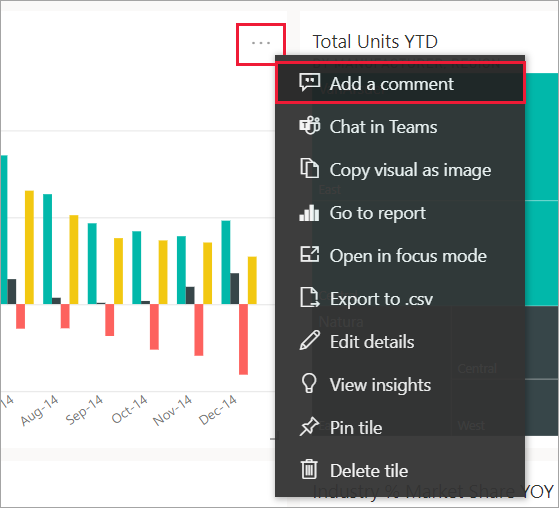 ...
Total Units YTD
Add a comment
Chat in Teams
Copy visual as image
Go to report
Open in focus mode
Export to .csv
Edit details
View insights
Pin tile
Delete tile
East
Natura
Central
West
-14
Aug-14
Sep-14
Oct-14
Nov-14
Dec-14
Industry % Market Share YOY